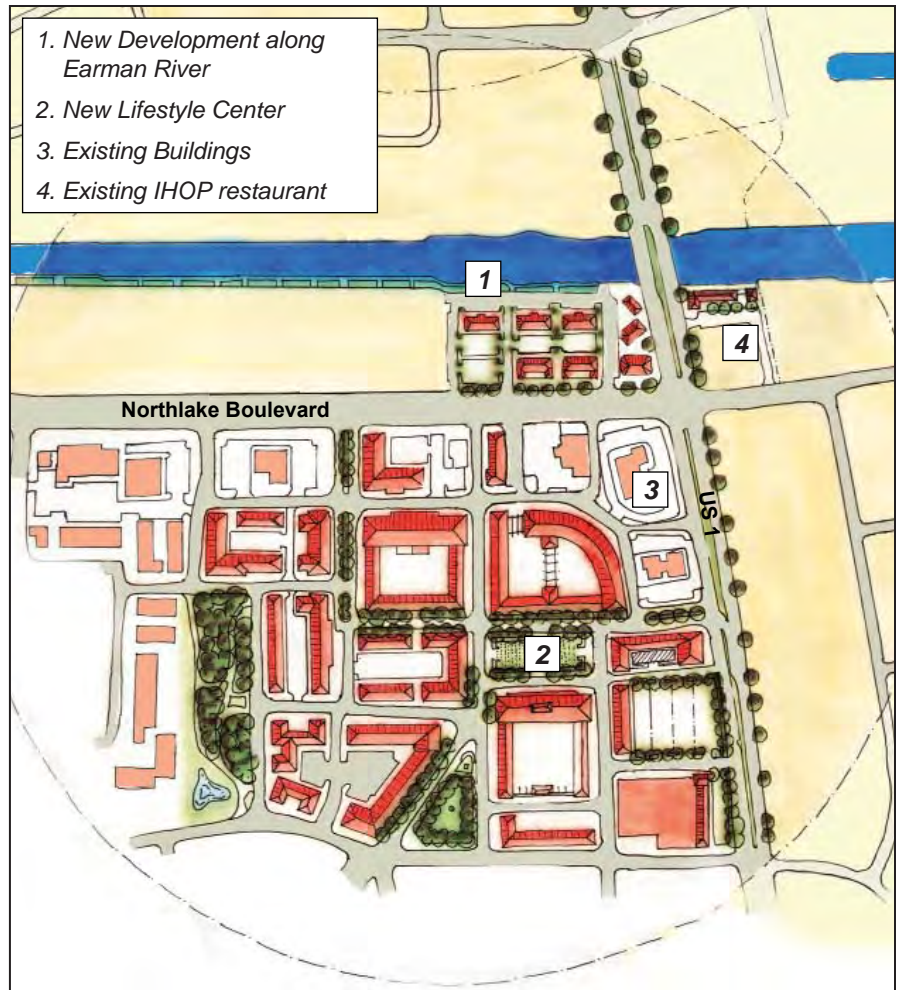 1. New Development along
Earman River
2. New Lifestyle Center
3. Existing Buildings
4. Existing IHOP restaurant
1
4
Northlake Boulevard
3
US 1
2